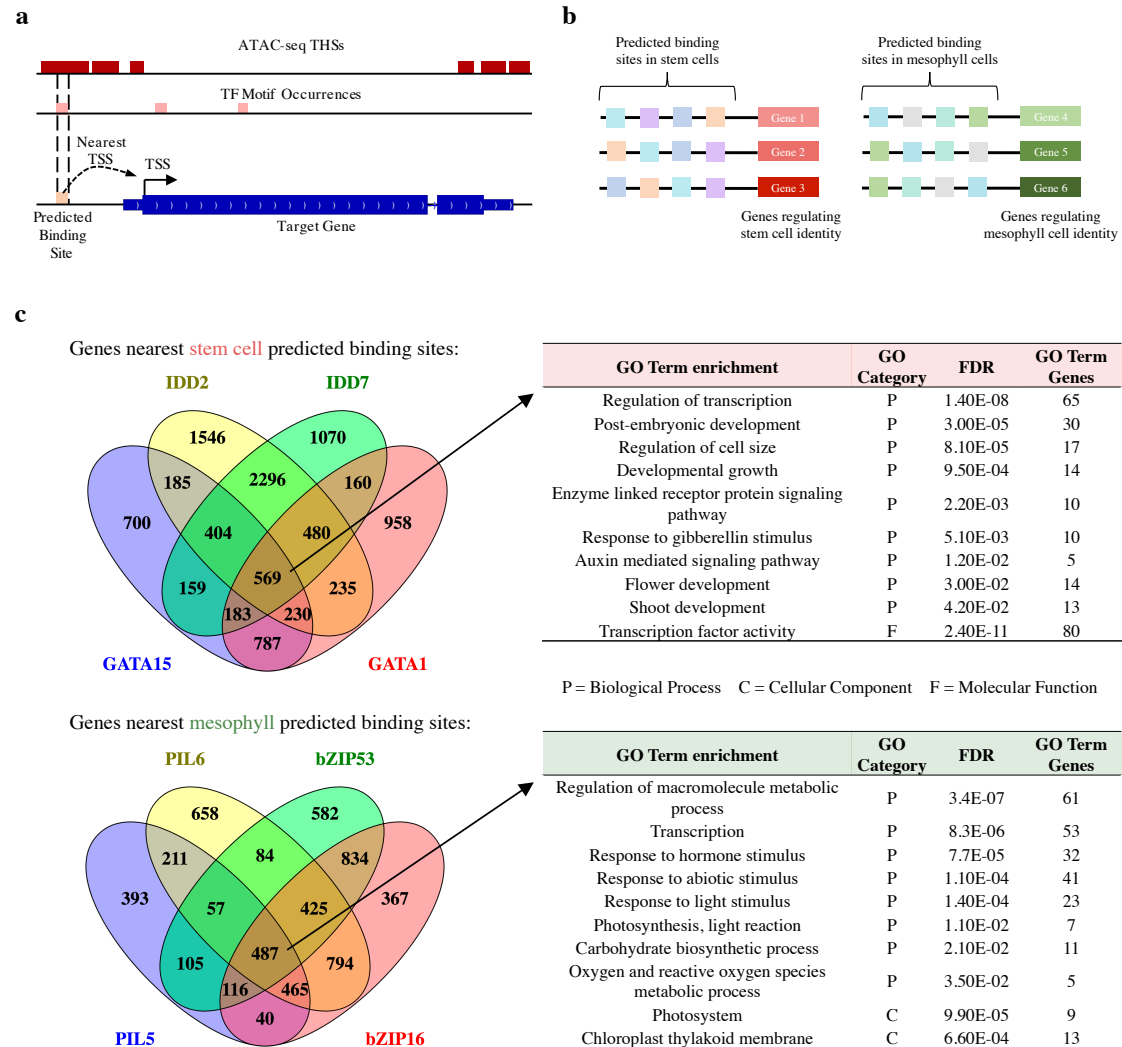 a
ATAC-seq THSs
TF Motif Occurrences
Nearest
TSS
TSS
Predicted
Binding
Site
Target Gene
b
Predicted binding
sites in stem cells
Gene 1
Gene 2
Gene 3
Genes regulating
stem cell identity
Predicted binding
sites in mesophyll cells
Gene 4
Gene 5
Gene 6
Genes regulating
mesophyll cell identity
c
Genes nearest stem cell predicted binding sites:
IDD2 IDD7
1546 1070
185 2296 160
700 404 480 958
569
159 235
183 230
787
GATA15 GATA1
GO Term enrichment GO Category FDR GO Term Genes
Regulation of transcription P 1.40E-08 65
Post-embryonic development P 3.00E-05 30
Regulation of cell size P 8.10E-05 17
Developmental growth P 9.50E-04 14
Enzyme linked receptor protein signaling
pathway P 2.20E-03 10
Response to gibberellin stimulus P 5.10E-03 10
Auxin mediated signaling pathway P 1.20E-02 5
Flower development P 3.00E-02 14
Shoot development P 4.20E-02 13
Transcription factor activity F 2.40E-11 80
P = Biological Process C = Cellular Component F = Molecular Function
Genes nearest mesophyll predicted binding sites:
PIL6 bZIP53
658 582
211 84 834
393 57 425 367
487
105 794
116 465
40
PIL5 bZIP16
GO Term enrichment GO Category FDR GO Term Genes
Regulation of macromolecule metabolic
process P 3.4E-07 61
Transcription P 8.3E-06 53
Response to hormone stimulus P 7.7E-05 32
Response to abiotic stimulus P 1.10E-04 41
Response to light stimulus P 1.40E-04 23
Photosynthesis, light reaction P 1.10E-02 7
Carbohydrate biosynthetic process P 2.10E-02 11
Oxygen and reactive oxygen species
metabolic process P 3.50E-02 5
Photosystem C 9.90E-05 9
Chloroplast thylakoid membrane C 6.60E-04 13